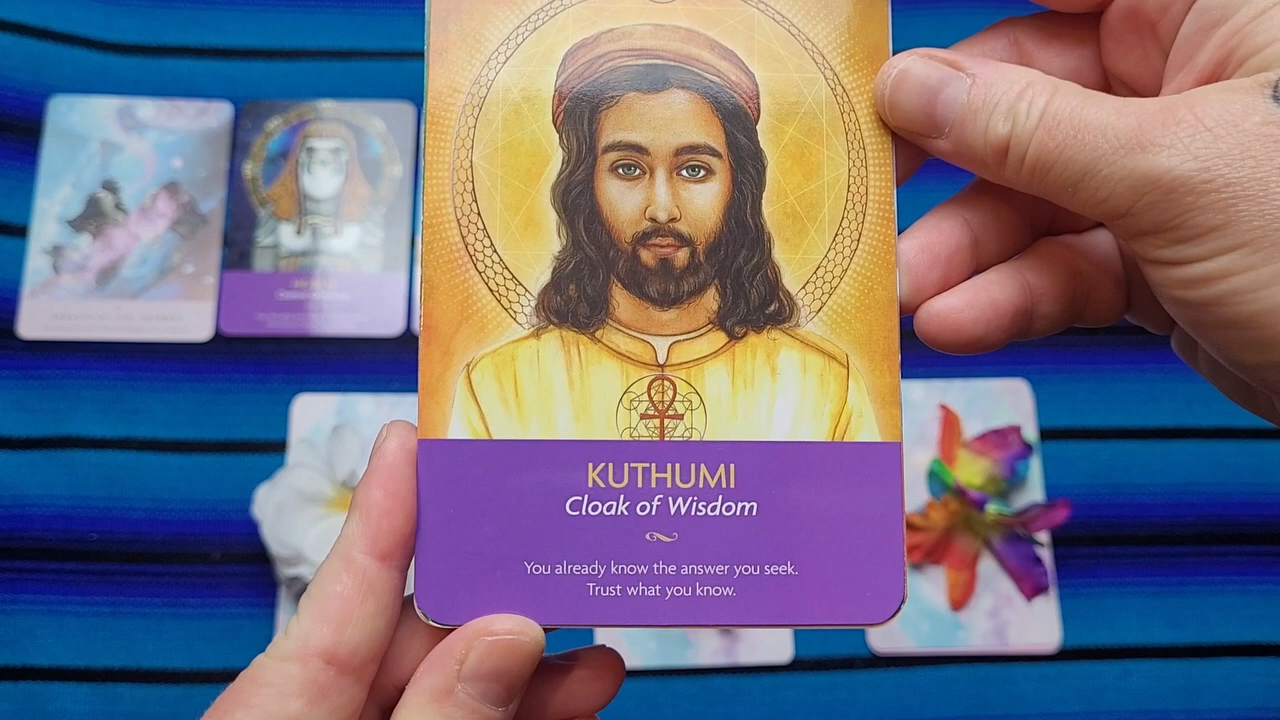 KUTHUMI
Cloak of Wisdom
You already know the answer you seek.
Trust what you know.